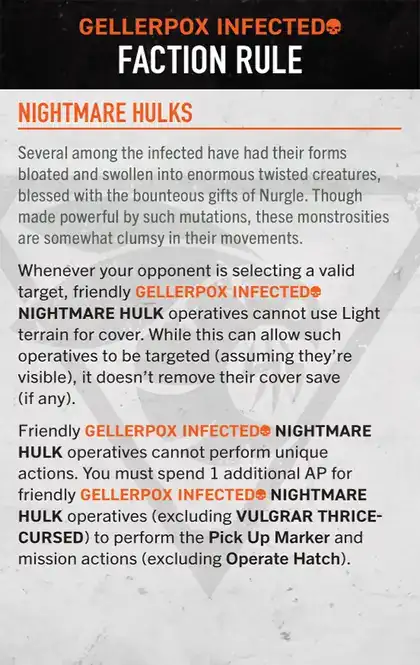 GELLERPOX INFECTED
FACTION RULE
NIGHTMARE HULKS
Several among the infected have had their forms
bloated and swollen into enormous twisted creatures,
blessed with the bounteous gifts of Nurgle. Though
made powerful by such mutations, these monstrosities
are somewhat clumsy in their movements.
Whenever your opponent is selecting a valid
target, friendly GELLERPOX INFECTED
NIGHTMARE HULK operatives cannot use Light
terrain for cover. While this can allow such
operatives to be targeted (assuming they’re
visible), it doesn’t remove their cover save
(if any).
Friendly GELLERPOX INFECTED NIGHTMARE
HULK operatives cannot perform unique
actions. You must spend 1 additional AP for
friendly GELLERPOX INFECTED NIGHTMARE
HULK operatives (excluding VULGRAR THRICE-
CURSED) to perform the Pick Up Marker and
mission actions (excluding Operate Hatch).